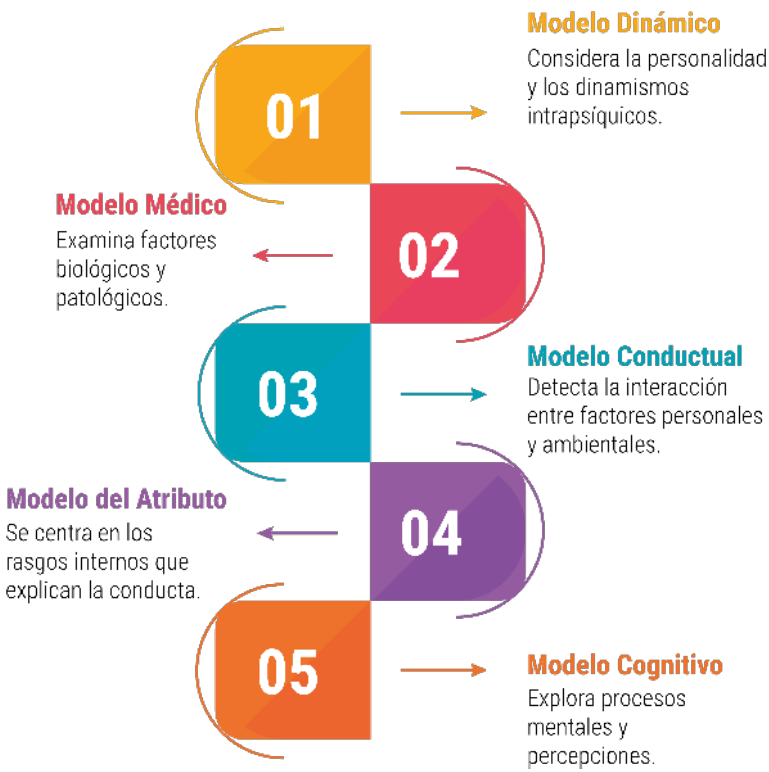 01
Modelo Dinámico
Considera la personalidad
y los dinamismos
intrapsíquicos.
02
Modelo Médico
Examina factores
biológicos y
patológicos.
03
Modelo Conductual
Detecta la interacción
entre factores personales
y ambientales.
04
Modelo del Atributo
Se centra en los
rasgos internos que
explican la conducta.
05
Modelo Cognitivo
Explora procesos
mentales y
percepciones.